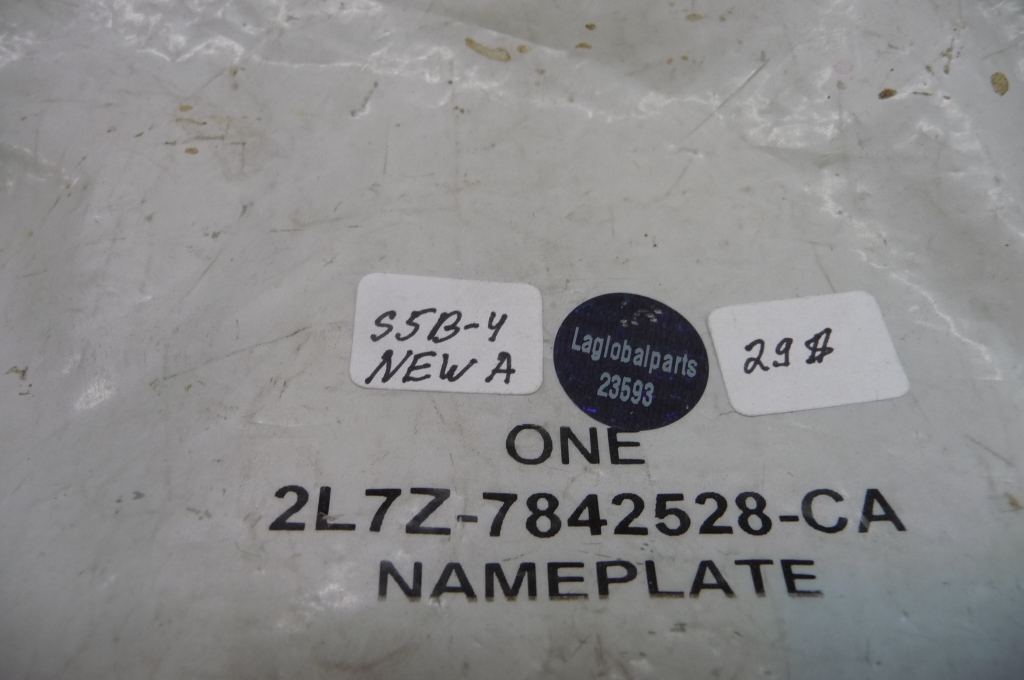 S5B-4
NEW A
Laglobalparts
23593
29$
ONE
2L7Z-7842528-CA
NAMEPLATE